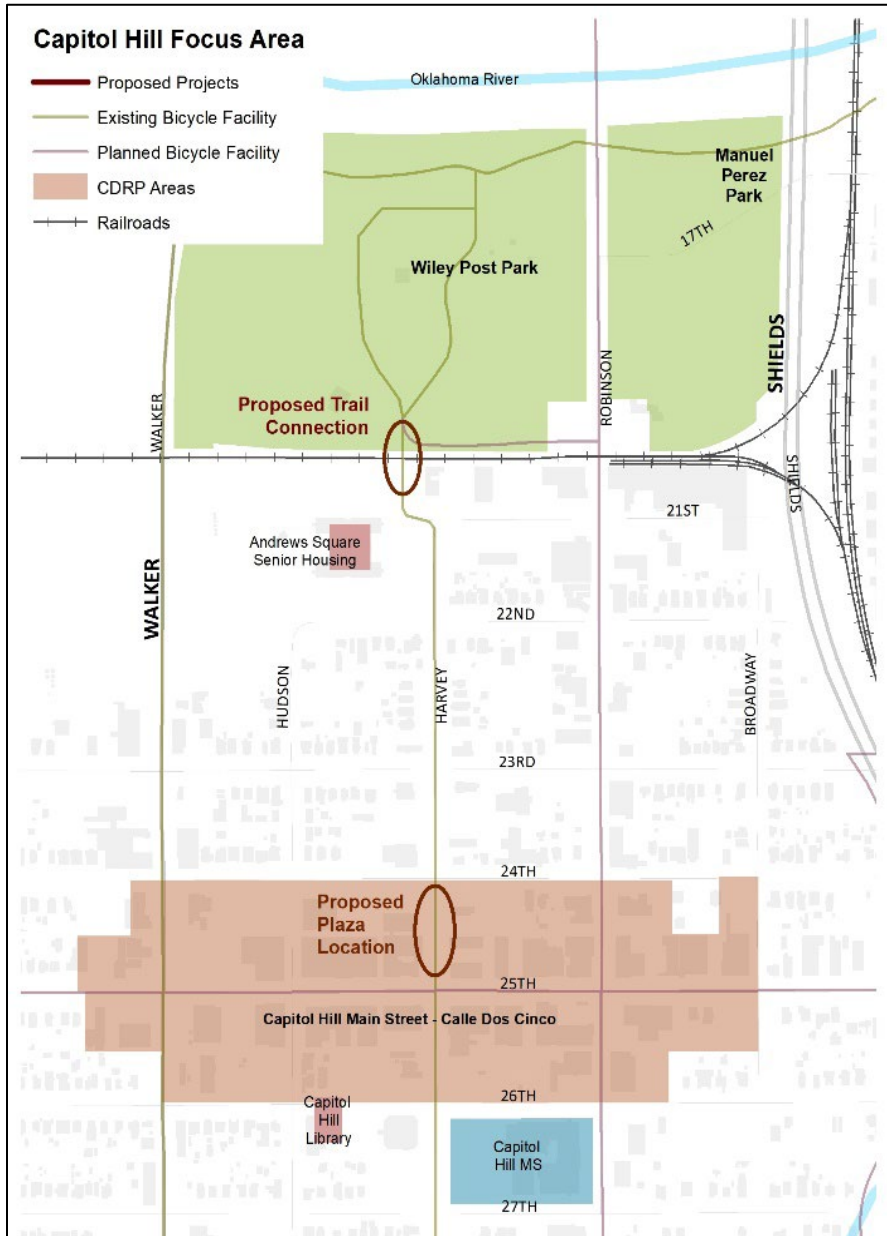 Capitol Hill Focus Area
Proposed Projects
Existing Bicycle Facility
Planned Bicycle Facility
CDRP Areas
Railroads
Oklahoma River
Manuel
Perez
Park
17TH
Wiley Post Park
SHIELDS
ROBINSON
WALKER
Proposed Trail
Connection
SHIELDS
21ST
Andrews Square
Senior Housing
WALKER
22ND
HUDSON
HARVEY
BROADWAY
23RD
24TH
Proposed
Plaza
Location
25TH
Capitol Hill Main Street - Calle Dos Cinco
26TH
Capitol
Hill
Library
Capitol
Hill MS
27TH